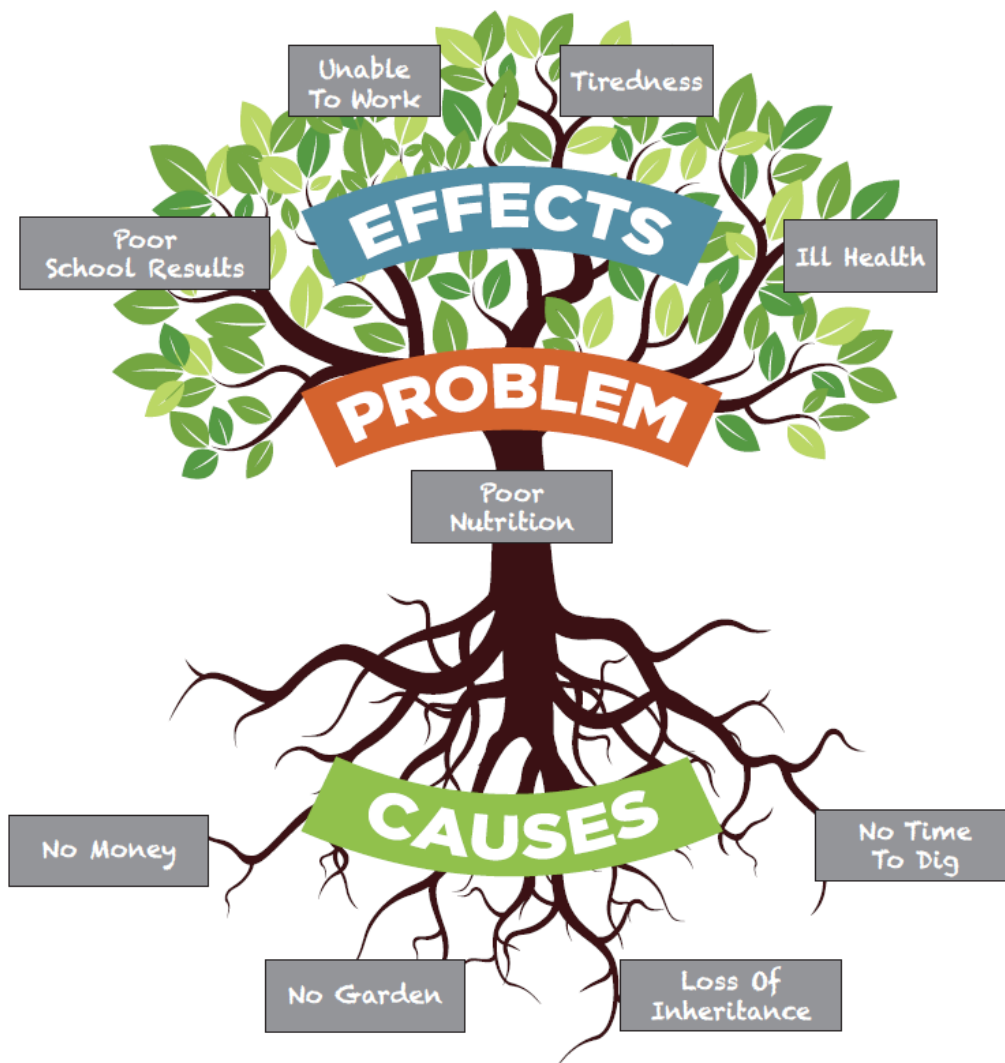 Unable
To Work
Tiredness
EFFECTS
Poor
School Results
Ill Health
PROBLEM
Poor
Nutrition
CAUSES
No Money
No Time
To Dig
No Garden
Loss Of
Inheritance